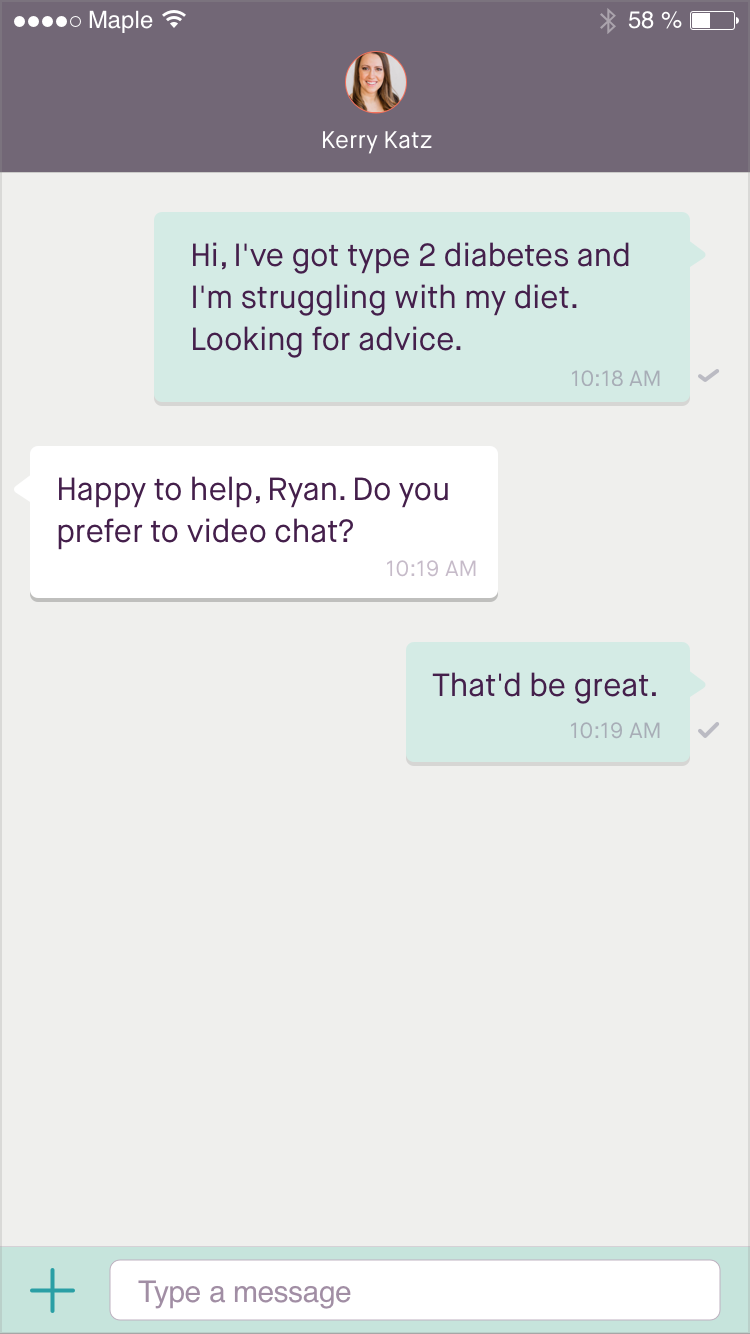 Maple 58 %
Kerry Katz
Hi, I've got type 2 diabetes and
I'm struggling with my diet.
Looking for advice.
10:18 AM
Happy to help, Ryan. Do you
prefer to video chat?
10:19 AM
That'd be great.
10:19 AM
Type a message